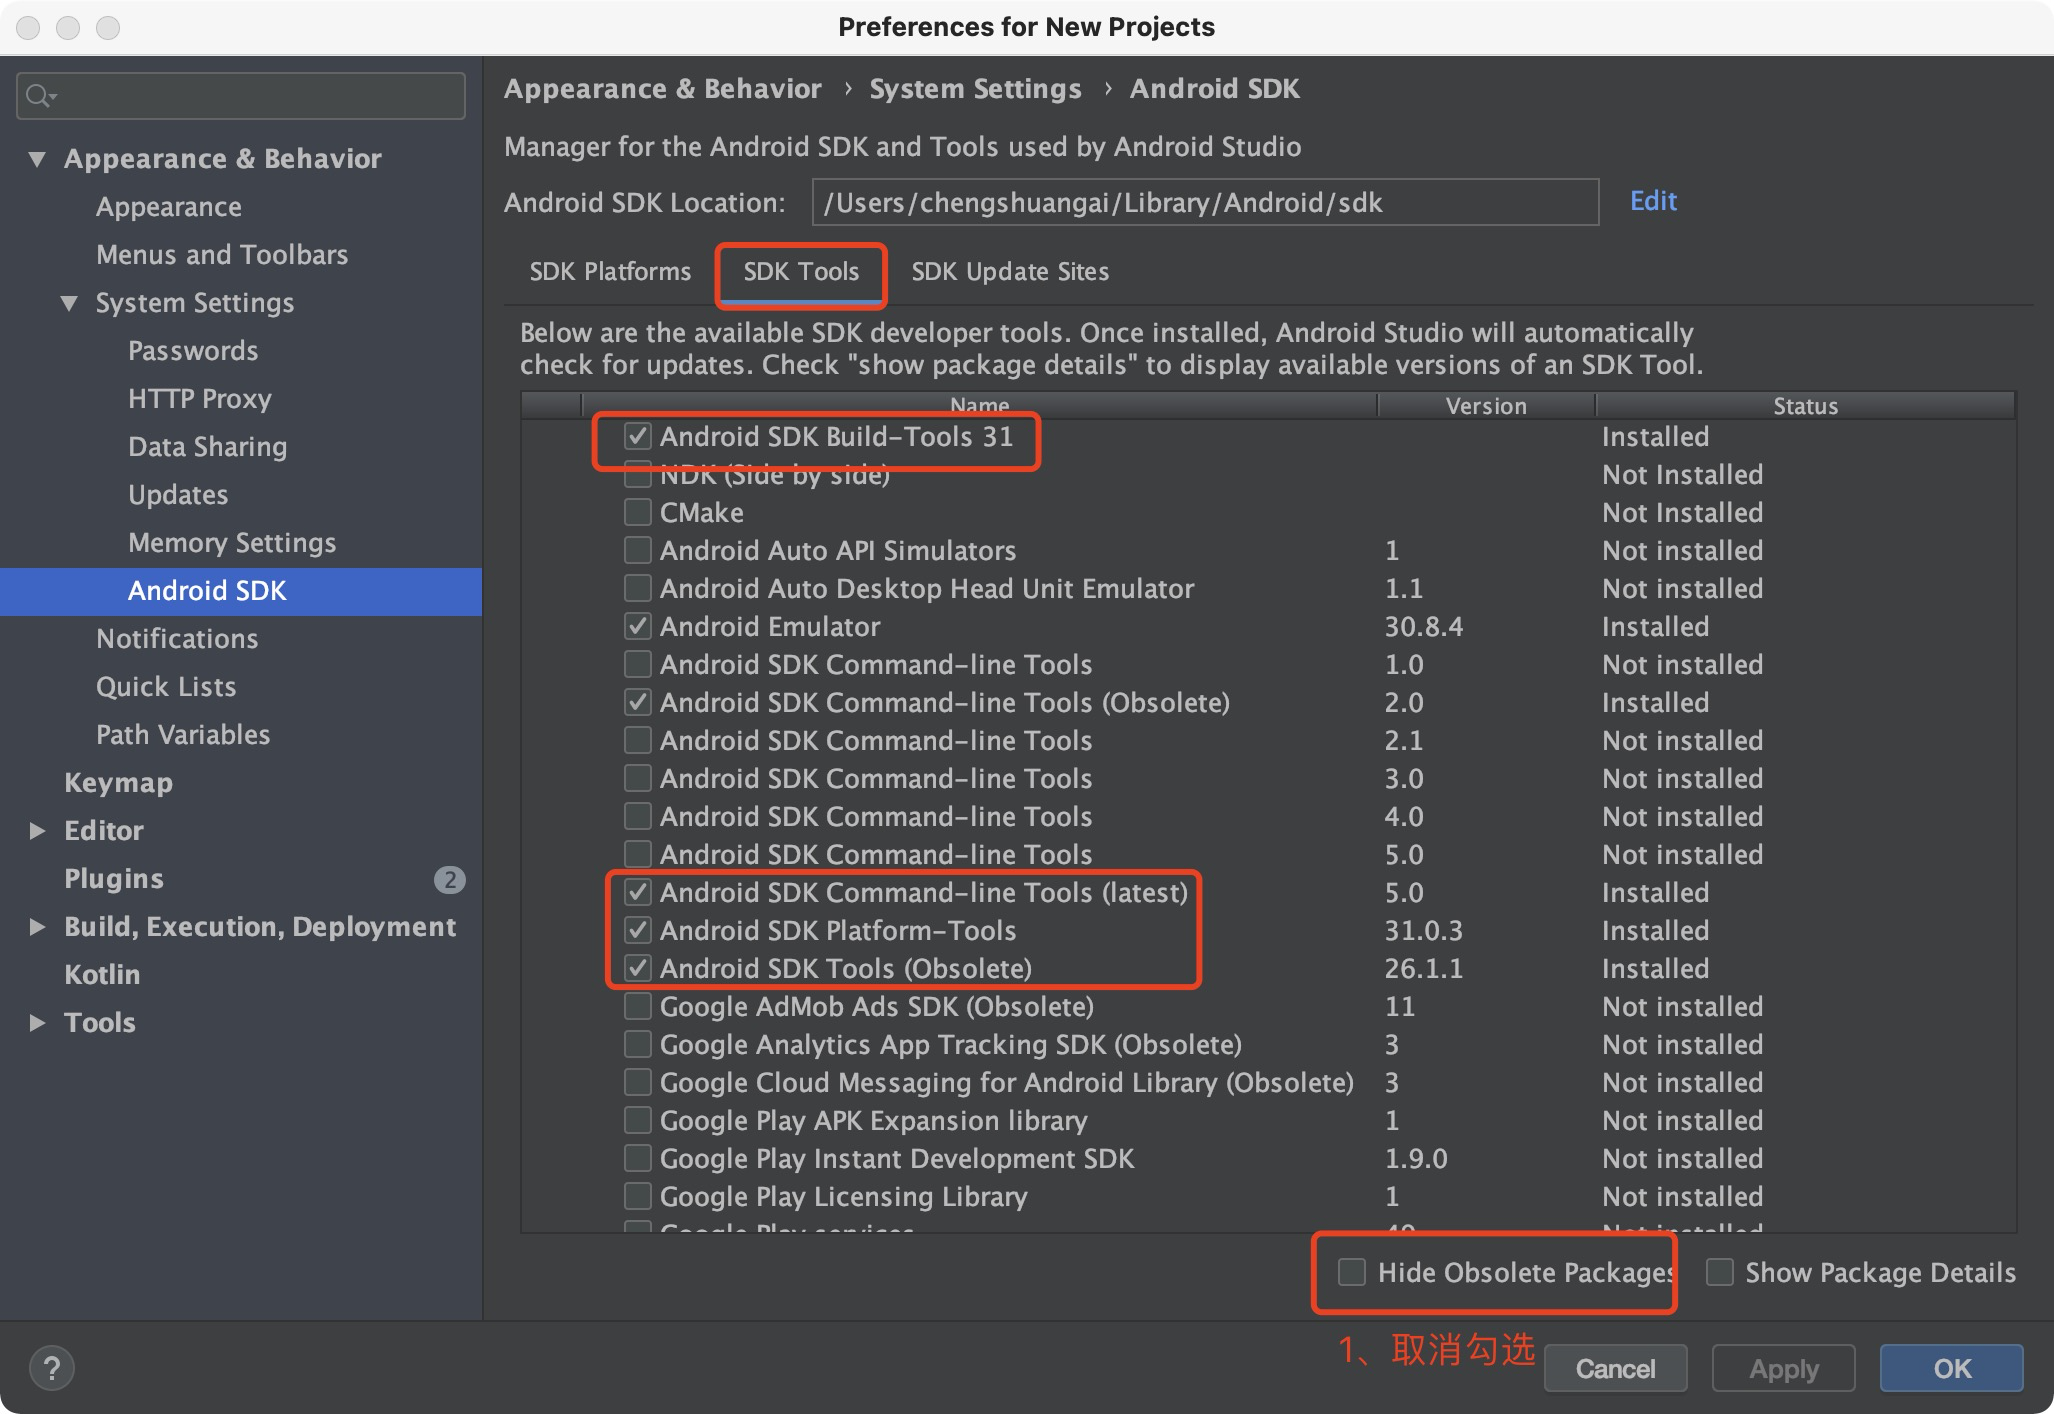 Preferences for New Projects
Appearance & Behavior › System Settings › Android SDK
Manager for the Android SDK and Tools used by Android Studio
Android SDK Location: /Users/chengshuangai/Library/Android/sdk Edit
Appearance & Behavior
Appearance
Menus and Toolbars
System Settings
Passwords
HTTP Proxy
Data Sharing
Updates
Memory Settings
Android SDK
Notifications
Quick Lists
Path Variables
Keymap
Editor
Plugins 2
Build, Execution, Deployment
Kotlin
Tools
SDK Platforms SDK Tools SDK Update Sites
Below are the available SDK developer tools. Once installed, Android Studio will automatically
check for updates. Check "show package details" to display available versions of an SDK Tool.
Name Version Status
Android SDK Build-Tools 31 Installed
NDK (Side by side) Not Installed
CMake Not Installed
Android Auto API Simulators 1 Not installed
Android Auto Desktop Head Unit Emulator 1.1 Not installed
Android Emulator 30.8.4 Installed
Android SDK Command-line Tools 1.0 Not installed
Android SDK Command-line Tools (Obsolete) 2.0 Installed
Android SDK Command-line Tools 2.1 Not installed
Android SDK Command-line Tools 3.0 Not installed
Android SDK Command-line Tools 4.0 Not installed
Android SDK Command-line Tools 5.0 Not installed
Android SDK Command-line Tools (latest) 5.0 Installed
Android SDK Platform-Tools 31.0.3 Installed
Android SDK Tools (Obsolete) 26.1.1 Installed
Google AdMob Ads SDK (Obsolete) 11 Not installed
Google Analytics App Tracking SDK (Obsolete) 3 Not installed
Google Cloud Messaging for Android Library (Obsolete) 3 Not installed
Google Play APK Expansion library 1 Not installed
Google Play Instant Development SDK 1.9.0 Not installed
Google Play Licensing Library 1 Not installed
Google Play services 49 Not installed
Hide Obsolete Packages Show Package Details
1、取消勾选
? Cancel Apply OK